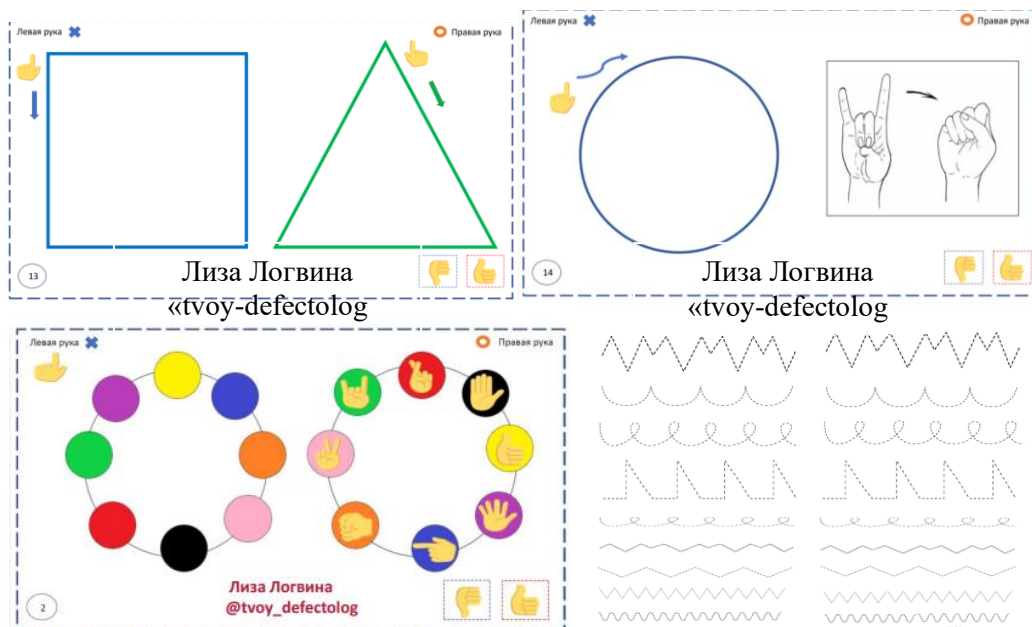 Левая рука
Правая рука
13
Лиза Логвина
«tvoy-defectolog
Левая рука
Правая рука
14
Лиза Логвина
«tvoy-defectolog
Левая рука
Правая рука
2
Лиза Логвина
@tvoy_defectolog